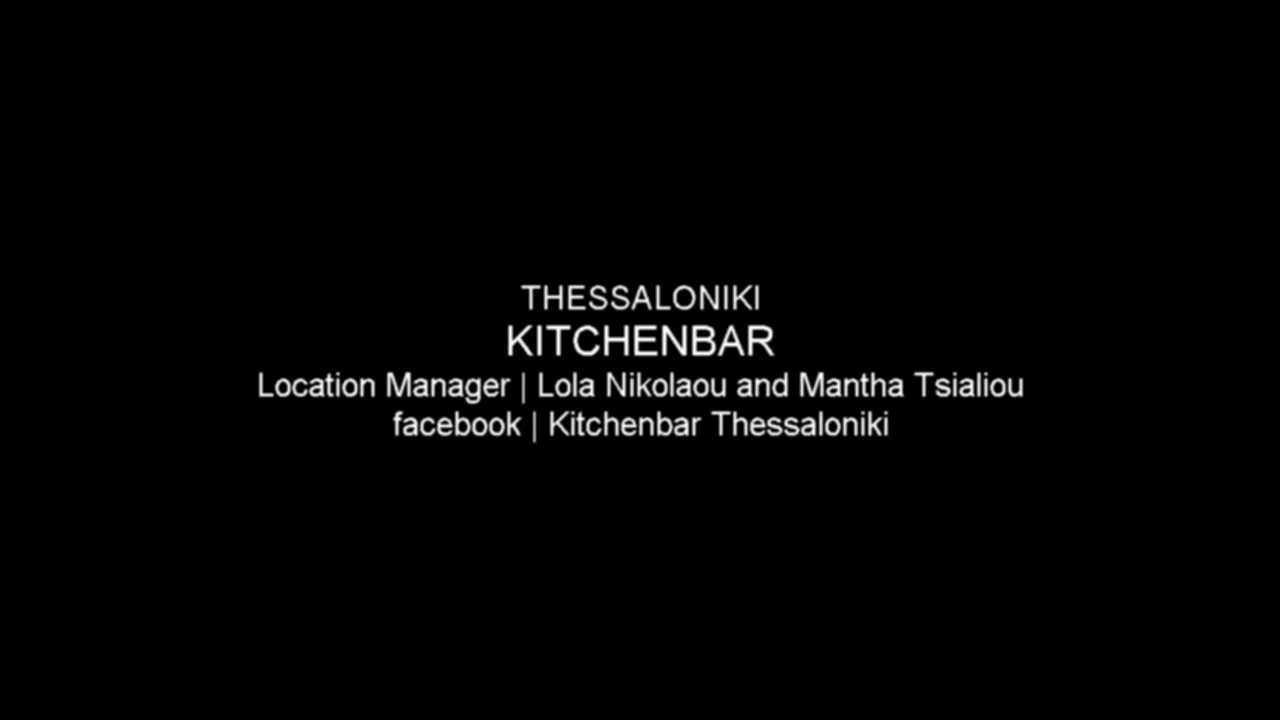 THESSALONIKI
KITCHENBAR
Location Manager | Lola Nikolaou and Mantha Tsialiou
facebook | Kitchenbar Thessaloniki